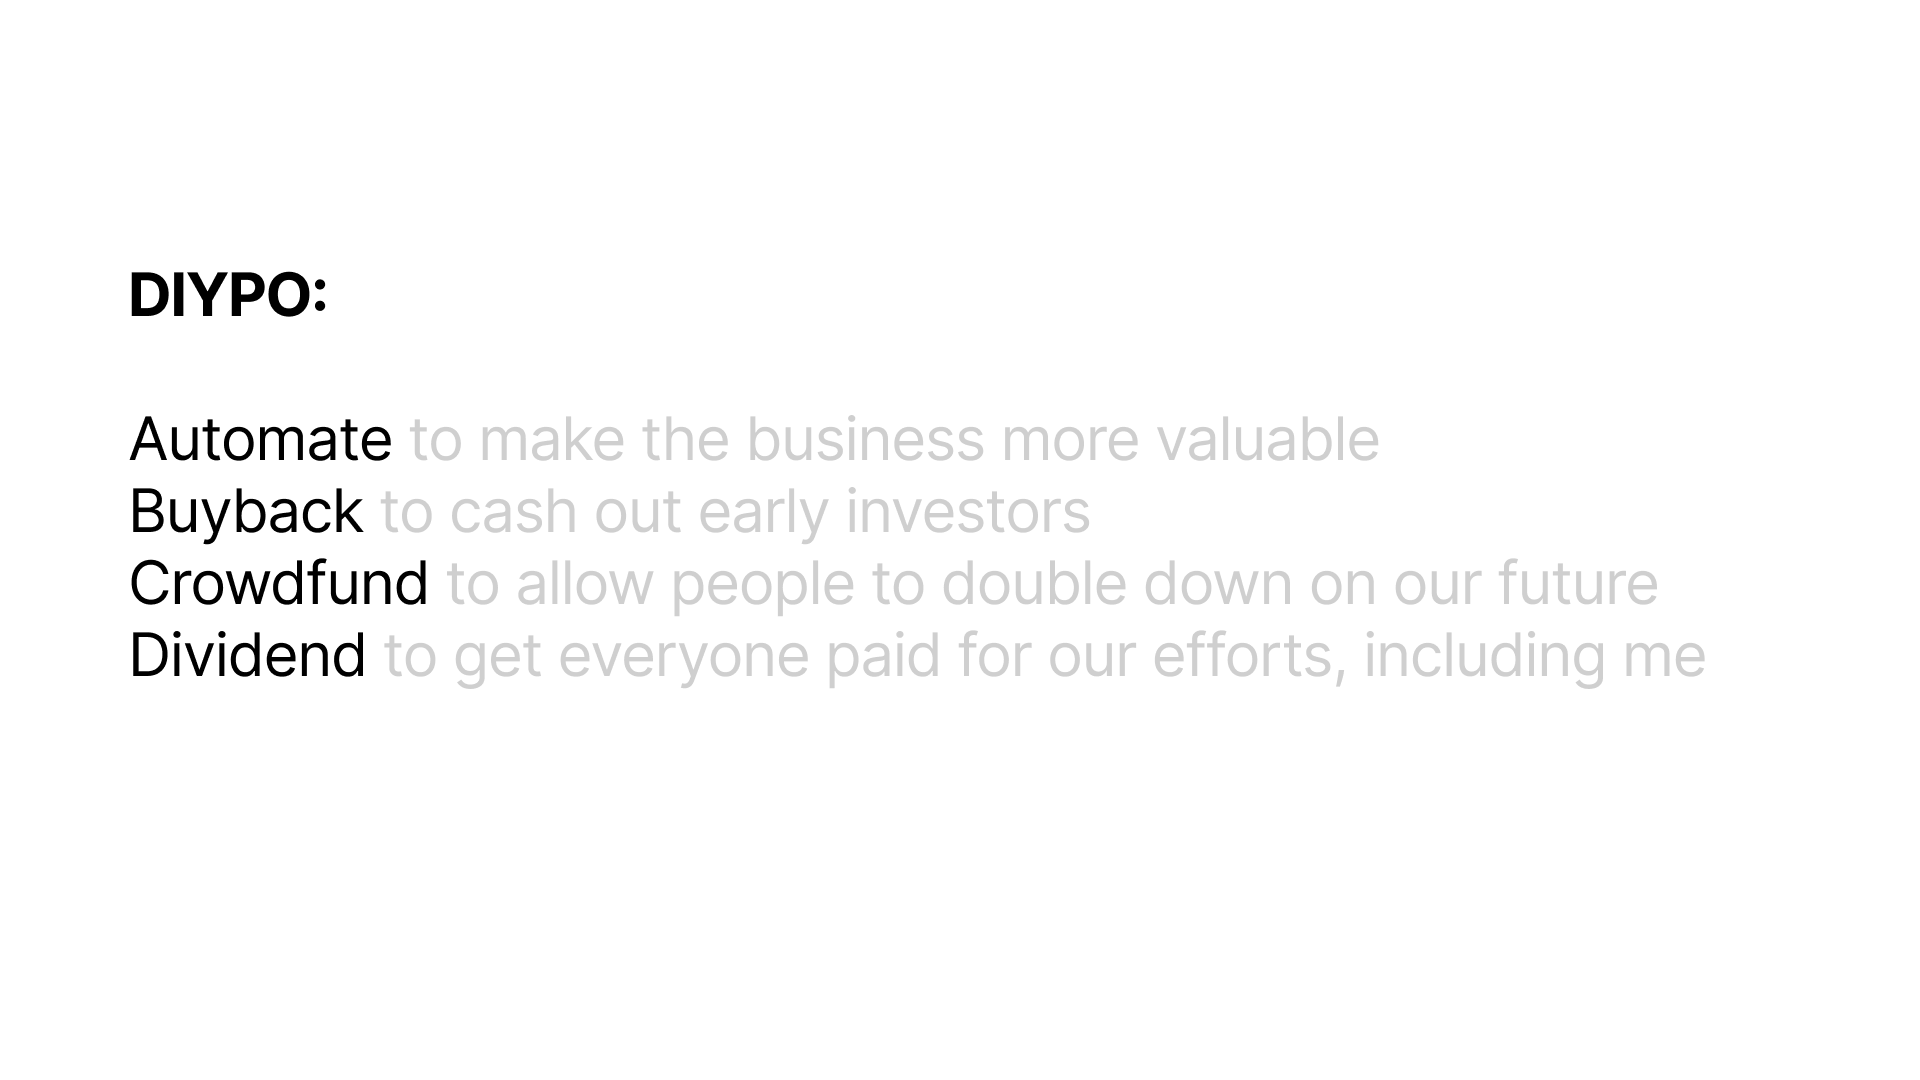 DIYPO:
Automate to make the business more valuable
Buyback to cash out early investors
Crowdfund to allow people to double down on our future
Dividend to get everyone paid for our efforts, including me